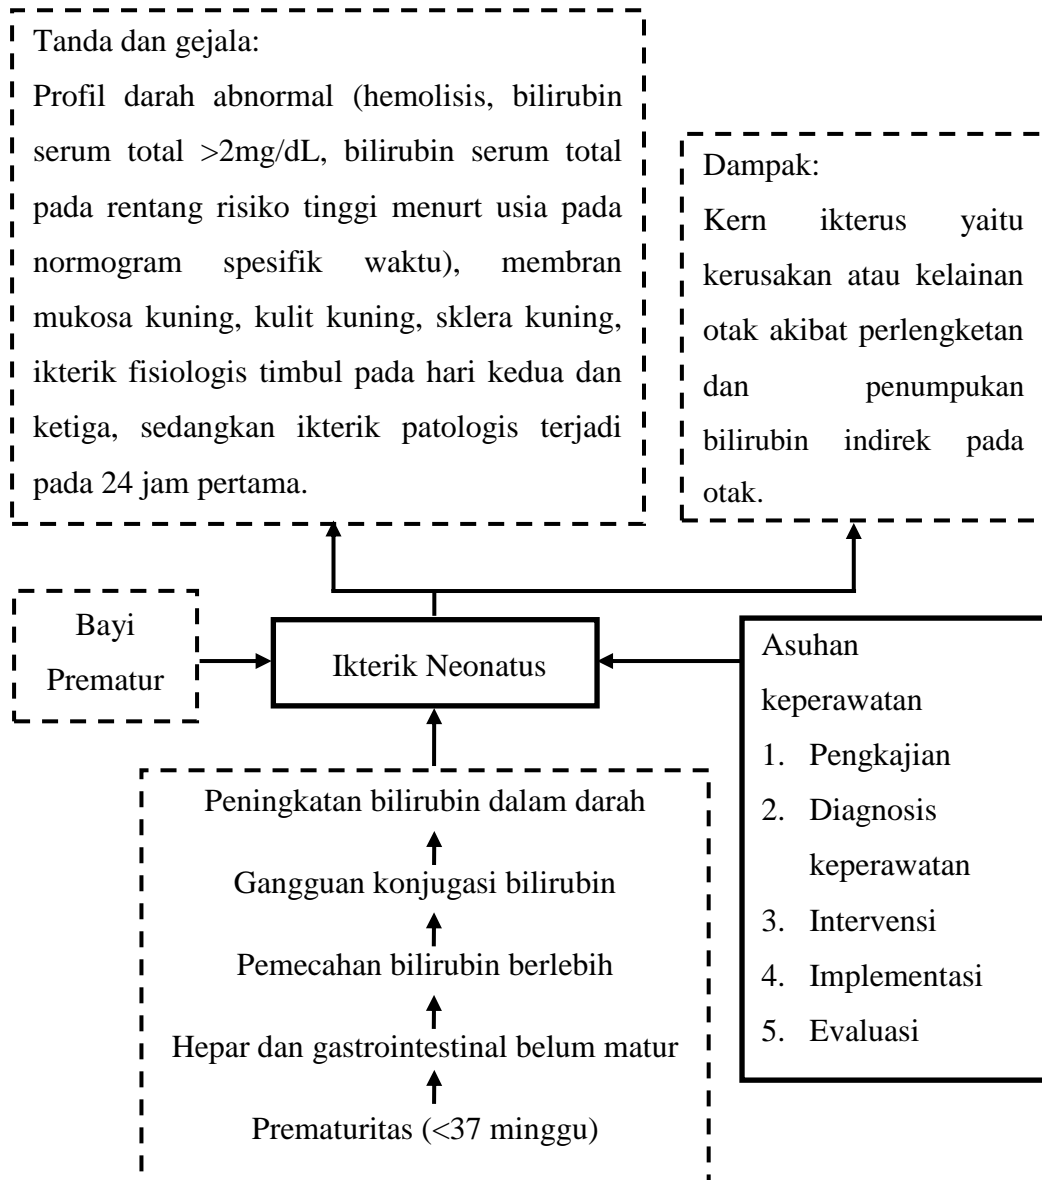 Tanda dan gejala:
Profil darah abnormal (hemolisis, bilirubin
serum total >2mg/dL, bilirubin serum total
pada rentang risiko tinggi menurt usia pada
normogram spesifik waktu), membran
mukosa kuning, kulit kuning, sklera kuning,
ikterik fisiologis timbul pada hari kedua dan
ketiga, sedangkan ikterik patologis terjadi
pada 24 jam pertama.
Dampak:
Kern ikterus yaitu
kerusakan atau kelainan
otak akibat perlengketan
dan penumpukan
bilirubin indirek pada
otak.
Bayi
Prematur
Ikterik Neonatus
Asuhan
keperawatan
1. Pengkajian
2. Diagnosis
keperawatan
3. Intervensi
4. Implementasi
5. Evaluasi
Peningkatan bilirubin dalam darah
Gangguan konjugasi bilirubin
Pemecahan bilirubin berlebih
Hepar dan gastrointestinal belum matur
Prematuritas (<37 minggu)